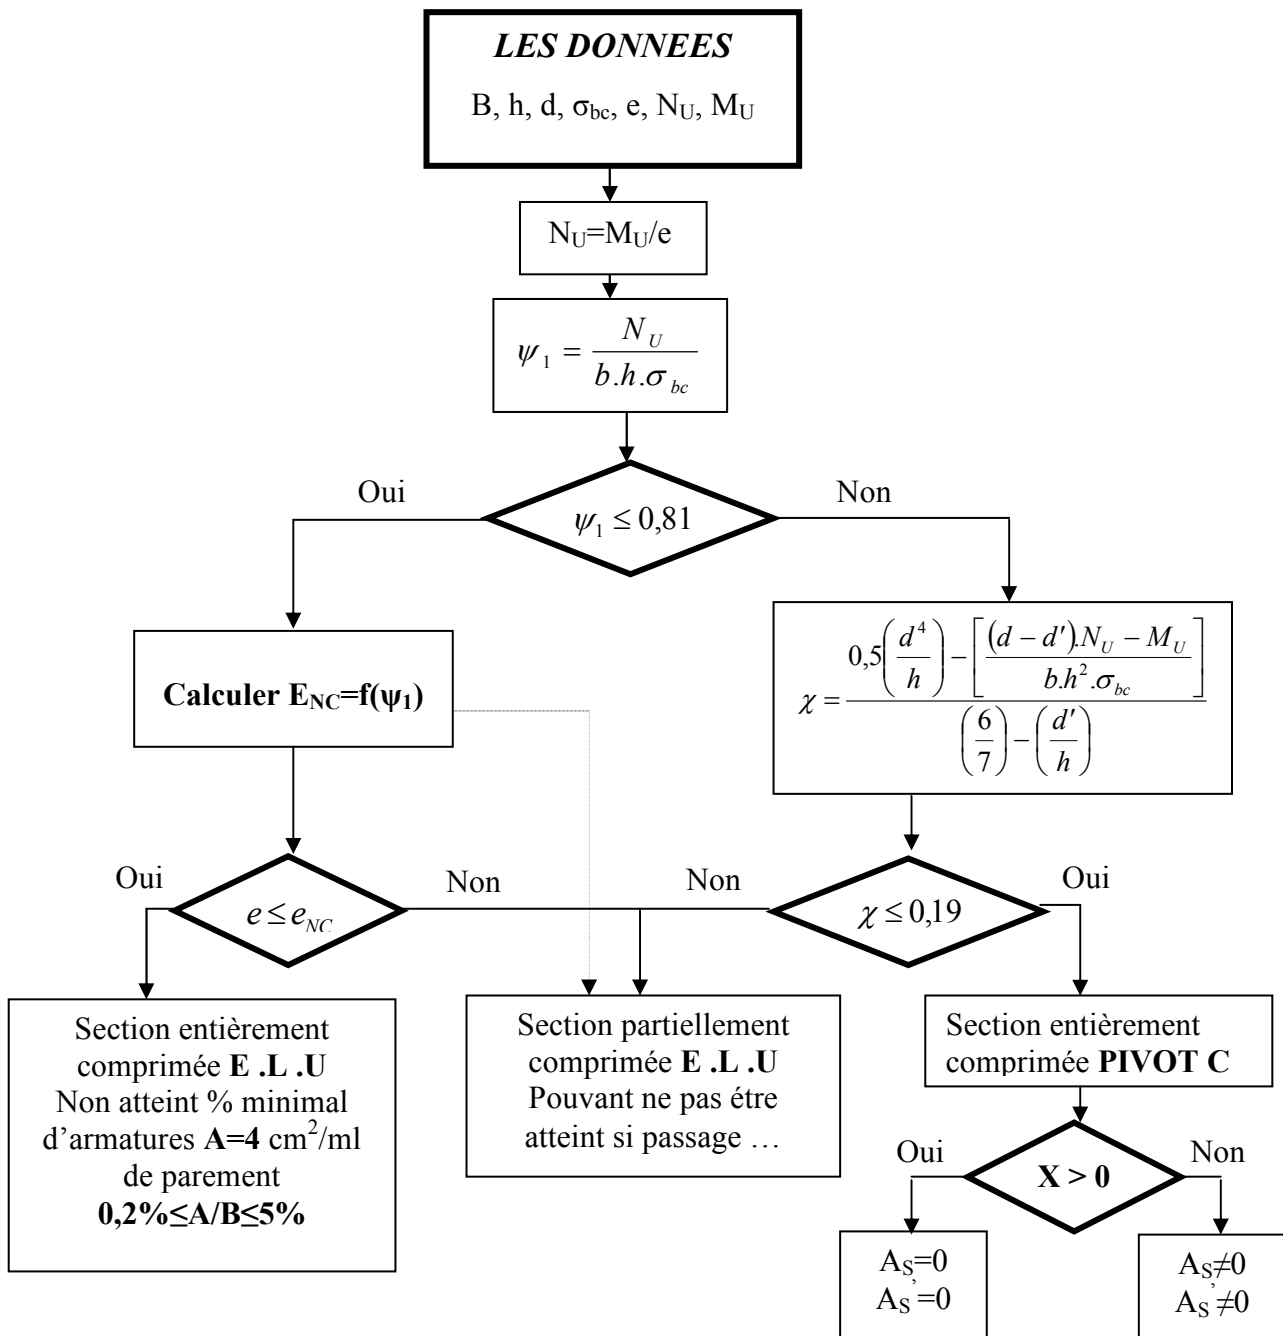 LES DONNEES
B, h, d, σbc, e, NU, MU
NU=MU/e
ψ1 = NU / b.h.σbc
Oui
Non
ψ1 ≤ 0,81
Calculer ENC=f(ψ1)
χ = (0,5(d⁴/h) − [((d − d′).NU − MU) / (b.h².σbc)]) / ((6/7) − (d′/h))
Oui
Non
Non
Oui
e ≤ eNC
χ ≤ 0,19
Section entièrement
comprimée E .L .U
Non atteint % minimal
d’armatures A=4 cm²/ml
de parement
0,2%≤A/B≤5%
Section partiellement
comprimée E .L .U
Pouvant ne pas étre
atteint si passage …
Section entièrement
comprimée PIVOT C
Oui
Non
X > 0
AS=0
AS’=0
AS≠0
AS’≠0